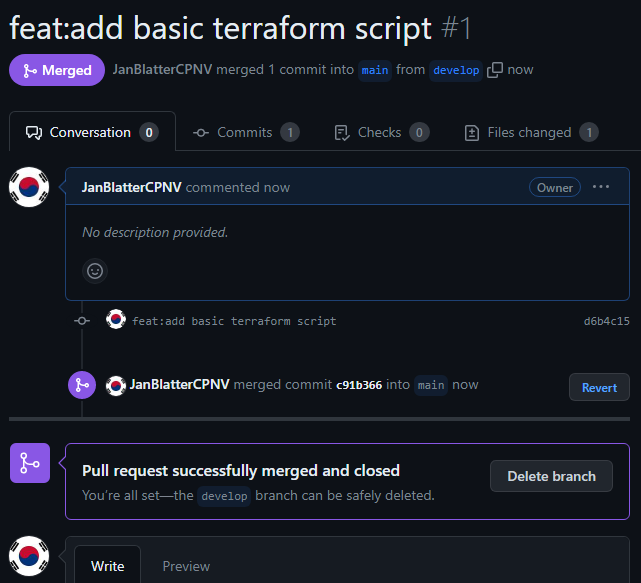 feat:add basic terraform script #1
Merged JanBlatterCPNV merged 1 commit into main from develop now
Conversation 0 Commits 1 Checks 0 Files changed 1
JanBlatterCPNV commented now Owner ...
No description provided.
feat:add basic terraform script d6b4c15
JanBlatterCPNV merged commit c91b366 into main now Revert
Pull request successfully merged and closed
You’re all set—the develop branch can be safely deleted.
Delete branch
Write Preview